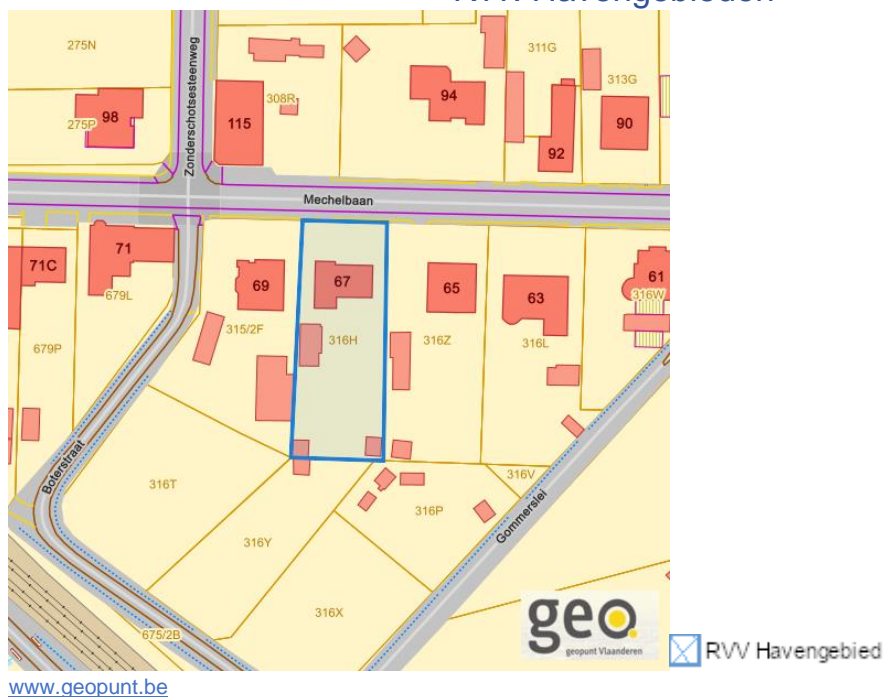 RVV Havengebieden
275N
311G
313G
308R
94
98
275P
115
90
92
Zonderschotsesteenweg
Mechelbaan
71
71C
679L
69
67
65
63
61
316W
315/2F
316H
316Z
316L
679P
Boterstraat
316T
316V
316P
Gommerslei
316Y
316X
675/2B
geo
geopunt Vlaanderen
RVV Havengebied
www.geopunt.be